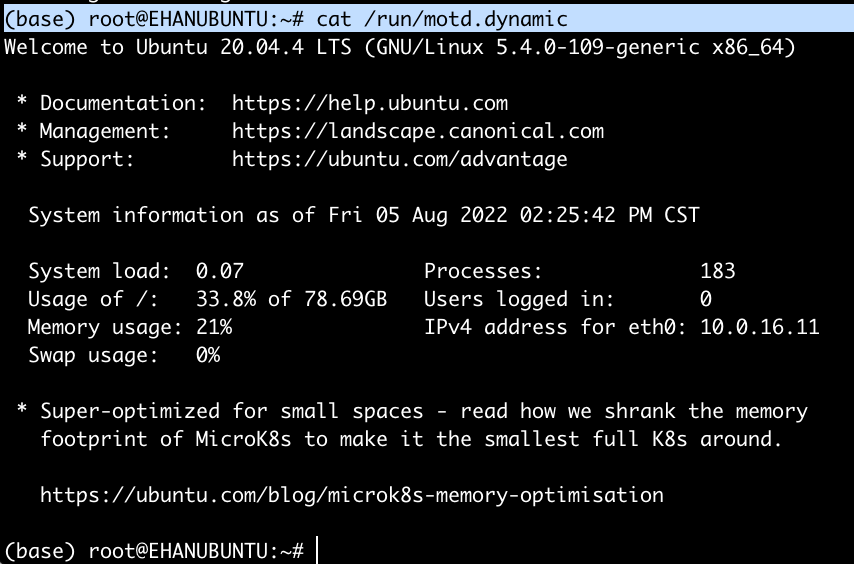 (base) root@EHANUBUNTU:~# cat /run/motd.dynamic
Welcome to Ubuntu 20.04.4 LTS (GNU/Linux 5.4.0-109-generic x86_64)

 * Documentation:  https://help.ubuntu.com
 * Management:     https://landscape.canonical.com
 * Support:        https://ubuntu.com/advantage

  System information as of Fri 05 Aug 2022 02:25:42 PM CST

  System load:  0.07               Processes:             183
  Usage of /:   33.8% of 78.69GB   Users logged in:       0
  Memory usage: 21%                IPv4 address for eth0: 10.0.16.11
  Swap usage:   0%

 * Super-optimized for small spaces - read how we shrank the memory
   footprint of MicroK8s to make it the smallest full K8s around.

   https://ubuntu.com/blog/microk8s-memory-optimisation

(base) root@EHANUBUNTU:~#